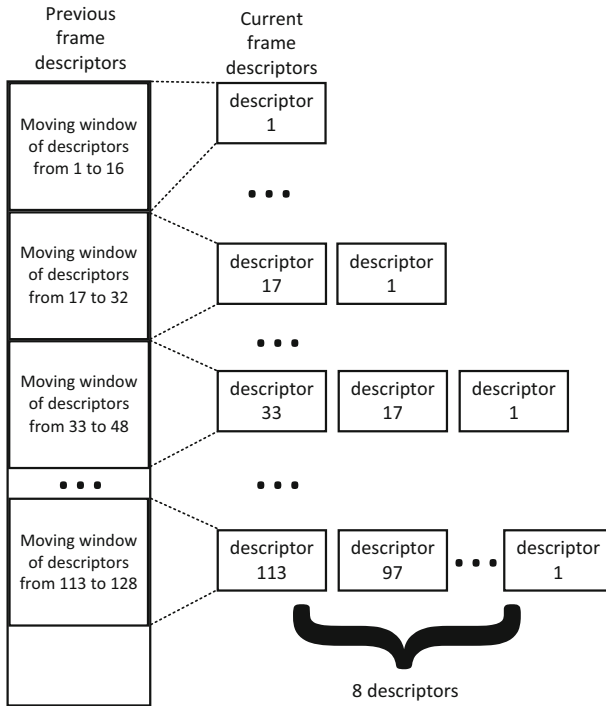 Previous
frame
descriptors
Current
frame
descriptors
Moving window
of descriptors
from 1 to 16
descriptor
1
...
Moving window
of descriptors
from 17 to 32
descriptor
17
descriptor
1
...
Moving window
of descriptors
from 33 to 48
descriptor
33
descriptor
17
descriptor
1
...
...
Moving window
of descriptors
from 113 to 128
descriptor
113
descriptor
97
...
descriptor
1
8 descriptors